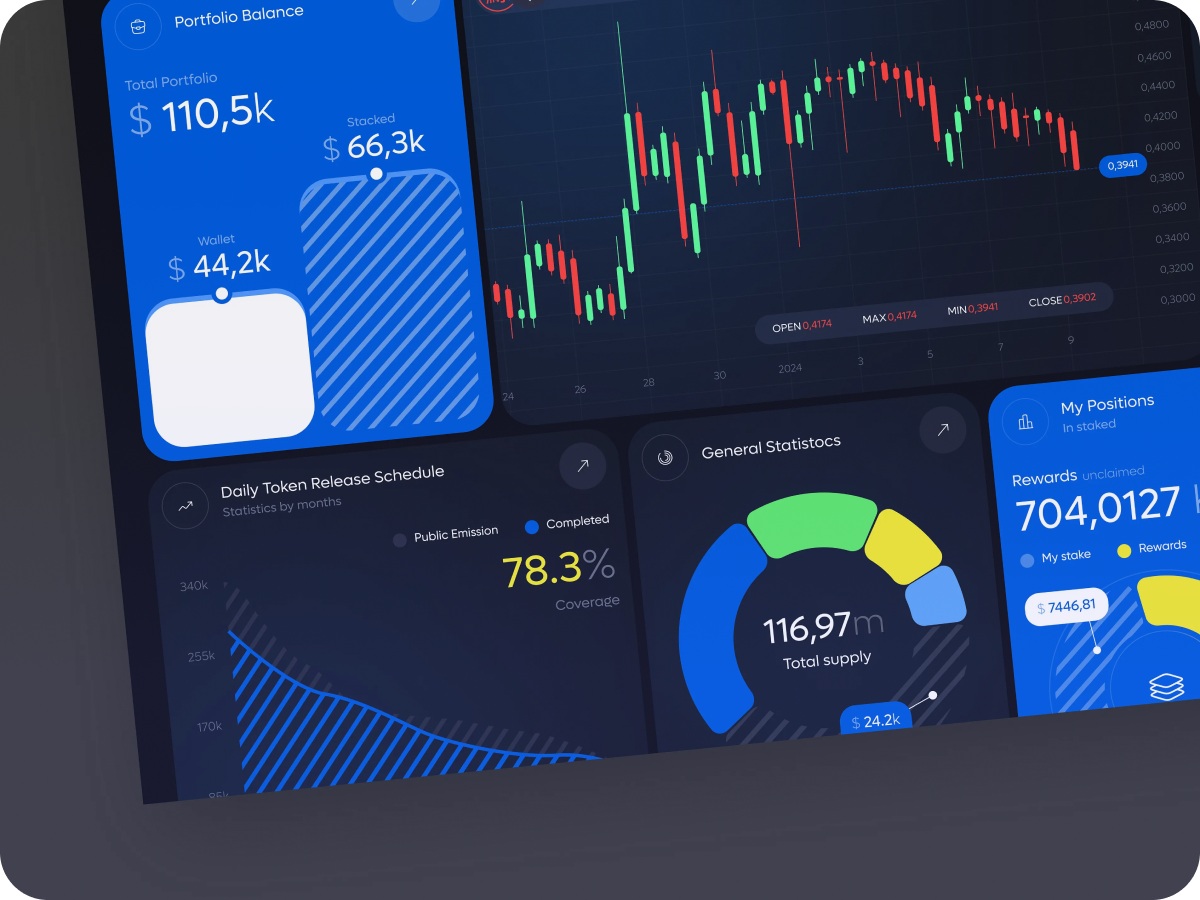 Portfolio Balance
Total Portfolio
$ 110,5k
Stacked
$ 66,3k
Wallet
$ 44,2k
0,4800
0,4600
0,4400
0,4200
0,4000
0,3941
0,3800
0,3600
0,3400
0,3200
0,3000
OPEN 0,4174 MAX 0,4174 MIN 0,3941 CLOSE 0,3902
24 26 28 30 2024 3 5 7 9
Daily Token Release Schedule
Statistics by months
Public Emission Completed
78.3%
Coverage
340k
255k
170k
85k
General Statistocs
116,97m
Total supply
$ 24.2k
My Positions
In staked
Rewards unclaimed
704,0127
My stake Rewards
$ 7446,81